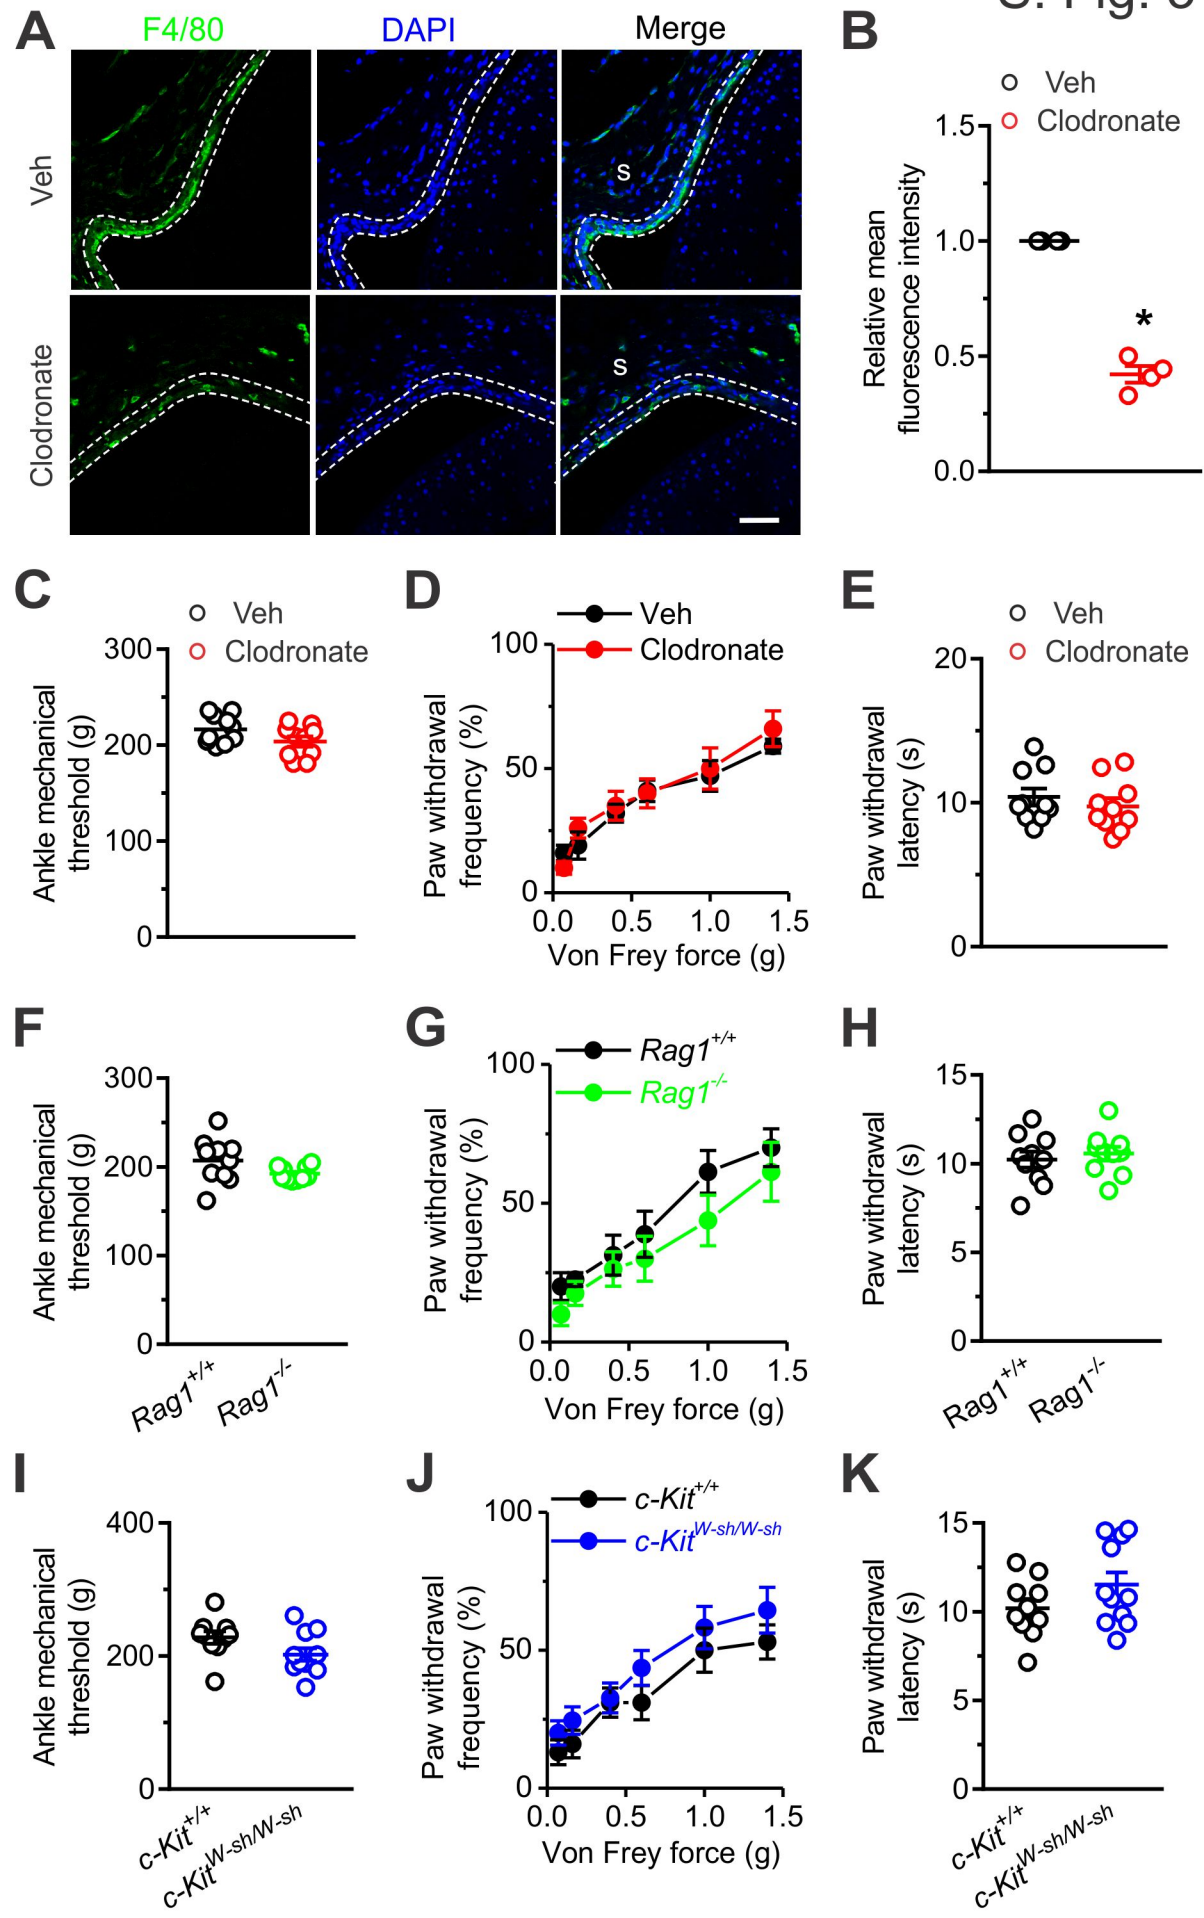 A
F4/80
DAPI
Merge
Veh
S
Clodronate
S
B
Veh
Clodronate
Relative mean
fluorescence intensity
1.5
1.0
0.5
0.0
*
C
Veh
Clodronate
Ankle mechanical
threshold (g)
300
200
100
0
D
Veh
Clodronate
Paw withdrawal
frequency (%)
100
50
0
0.0 0.5 1.0 1.5
Von Frey force (g)
E
Veh
Clodronate
Paw withdrawal
latency (s)
20
10
0
F
Ankle mechanical
threshold (g)
300
200
100
0
Rag1+/+
Rag1-/-
G
Rag1+/+
Rag1-/-
Paw withdrawal
frequency (%)
100
50
0
0.0 0.5 1.0 1.5
Von Frey force (g)
H
Paw withdrawal
latency (s)
15
10
5
0
Rag1+/+
Rag1-/-
I
Ankle mechanical
threshold (g)
400
200
0
c-Kit+/+
c-KitW-sh/W-sh
J
c-Kit+/+
c-KitW-sh/W-sh
Paw withdrawal
frequency (%)
100
50
0
0.0 0.5 1.0 1.5
Von Frey force (g)
K
Paw withdrawal
latency (s)
15
10
5
0
c-Kit+/+
c-KitW-sh/W-sh